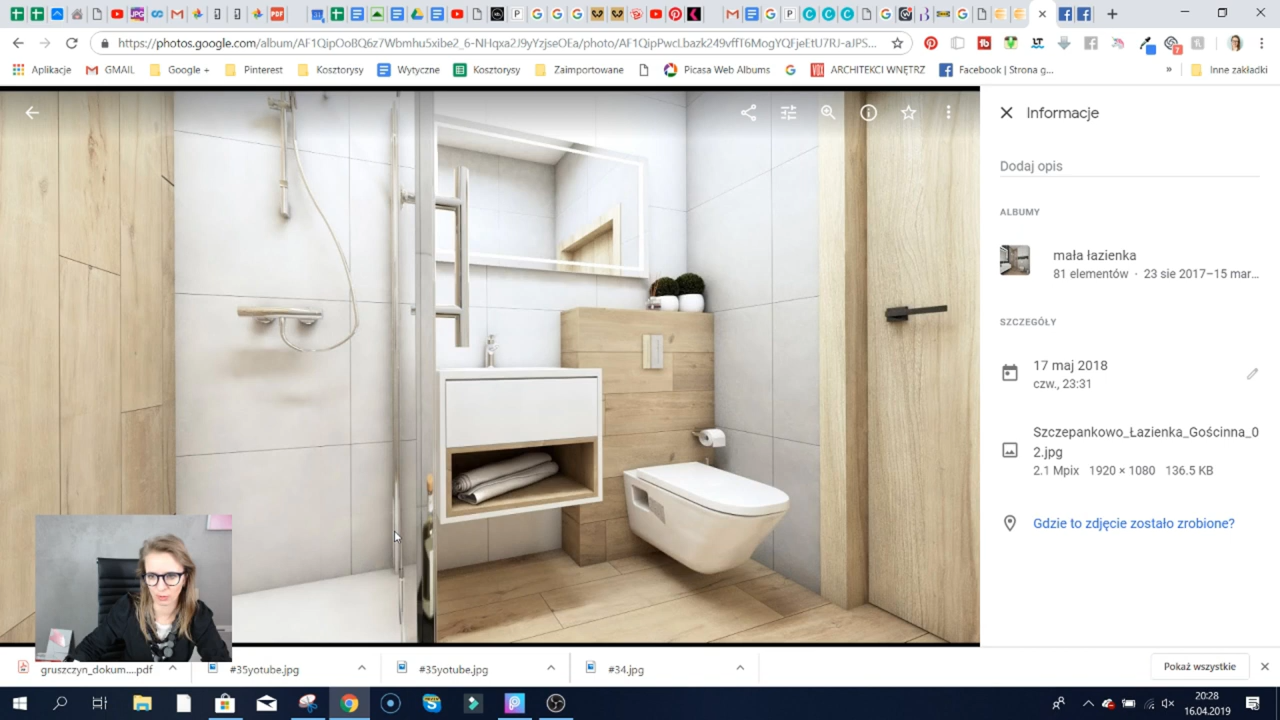 https://photos.google.com/album/AF1QipOoBQ6z7Wbmhu5xibe2_6-NHqxa2J9yYzjseOEa/photo/AF1QipPwcLbazk249vffT6MogYQFjeEtU7RJ-aJPS...
Aplikacje GMAIL Google + Pinterest Kosztorysy Wytyczne Kosztorysy Zaimportowane Picasa Web Albums ARCHITEKCI WNĘTRZ Facebook | Strona g... » Inne zakładki
Informacje
Dodaj opis
ALBUMY
mała łazienka
81 elementów · 23 sie 2017–15 mar...
SZCZEGÓŁY
17 maj 2018
czw., 23:31
Szczepankowo_Łazienka_Gościnna_0
2.jpg
2.1 Mpix 1920 × 1080 136.5 KB
Gdzie to zdjęcie zostało zrobione?
gruszczyn_dokum....pdf #35yotube.jpg #35yotube.jpg #34.jpg Pokaż wszystkie
20:28
16.04.2019